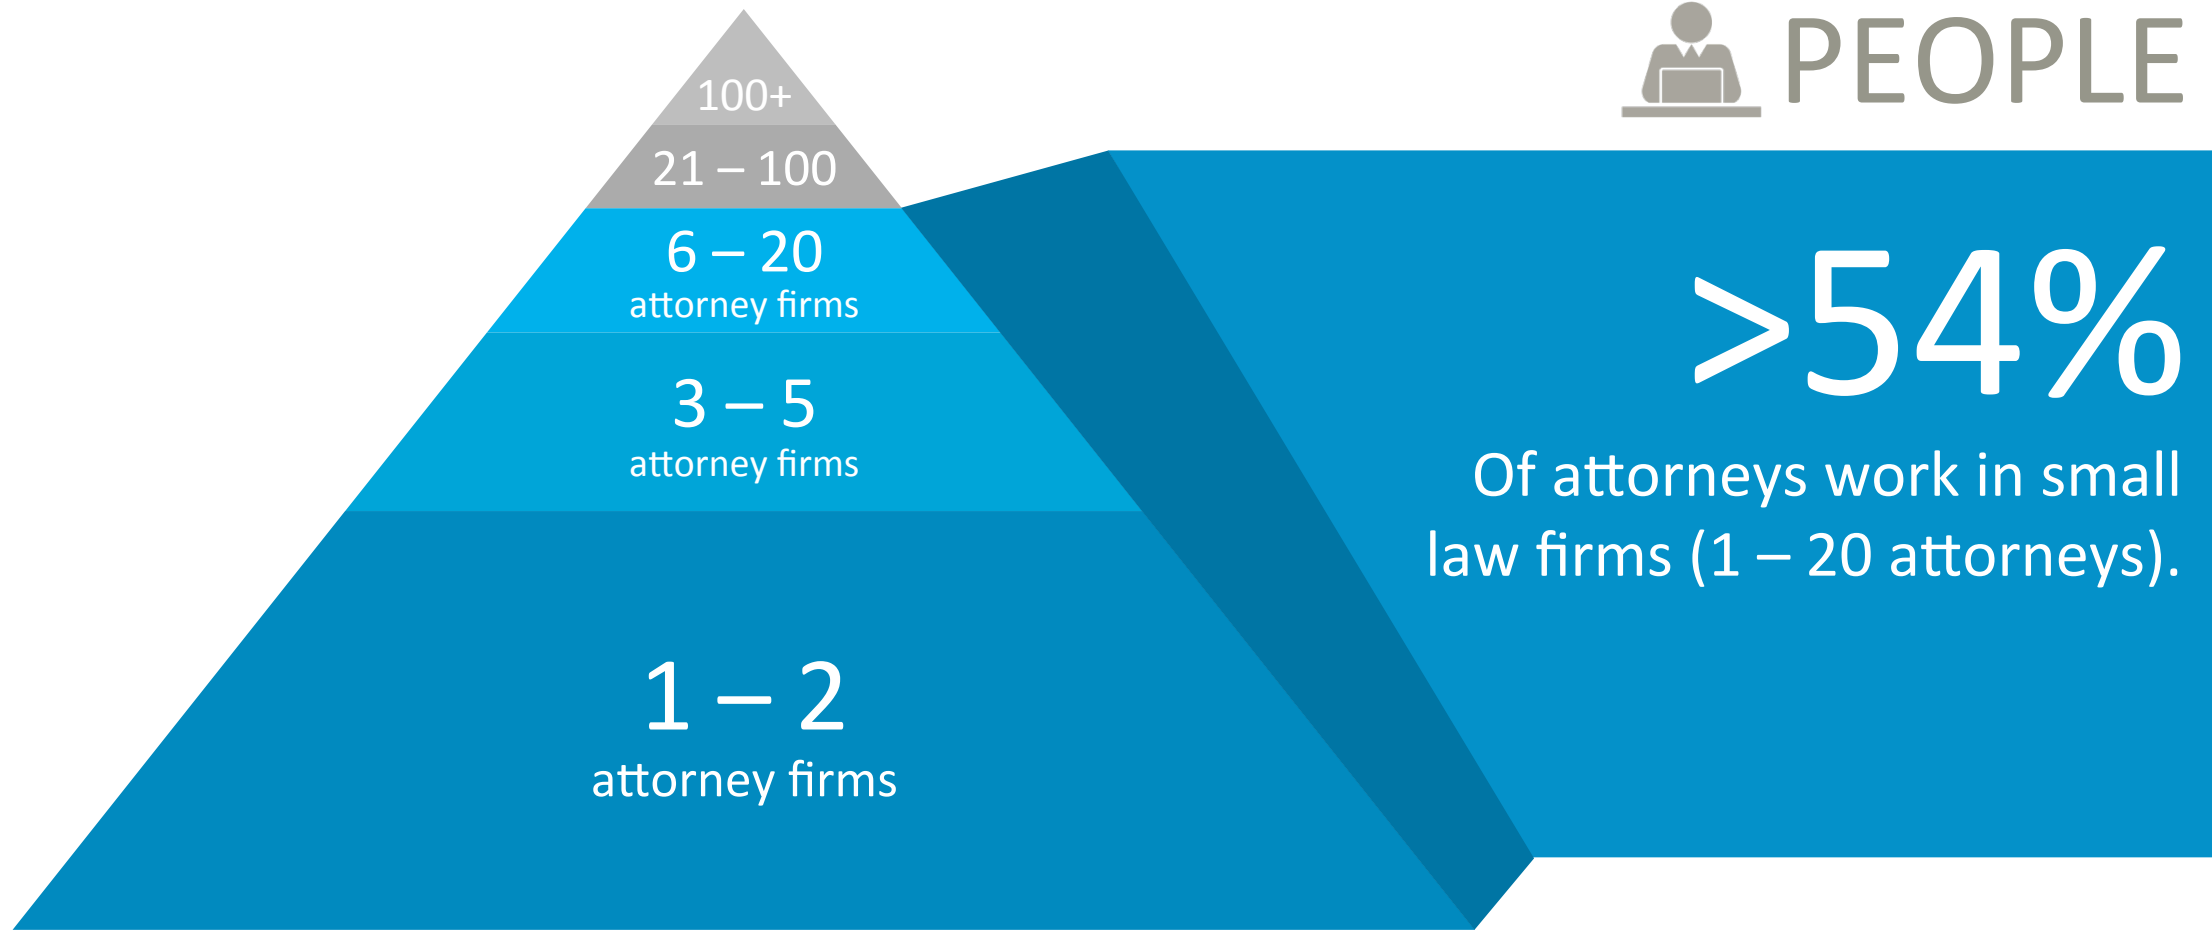 PEOPLE
100+
21 – 100
6 – 20
attorney firms
3 – 5
attorney firms
1 – 2
attorney firms
>54%
Of attorneys work in small
law firms (1 – 20 attorneys).